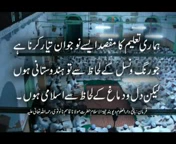 ہماری تعلیم کا مقصد ایسے نوجوان تیار کرنا ہے
جو رنگ و نسل کے لحاظ سے تو ہندوستانی ہوں
لیکن دل و دماغ کے لحاظ سے اسلامی ہوں۔